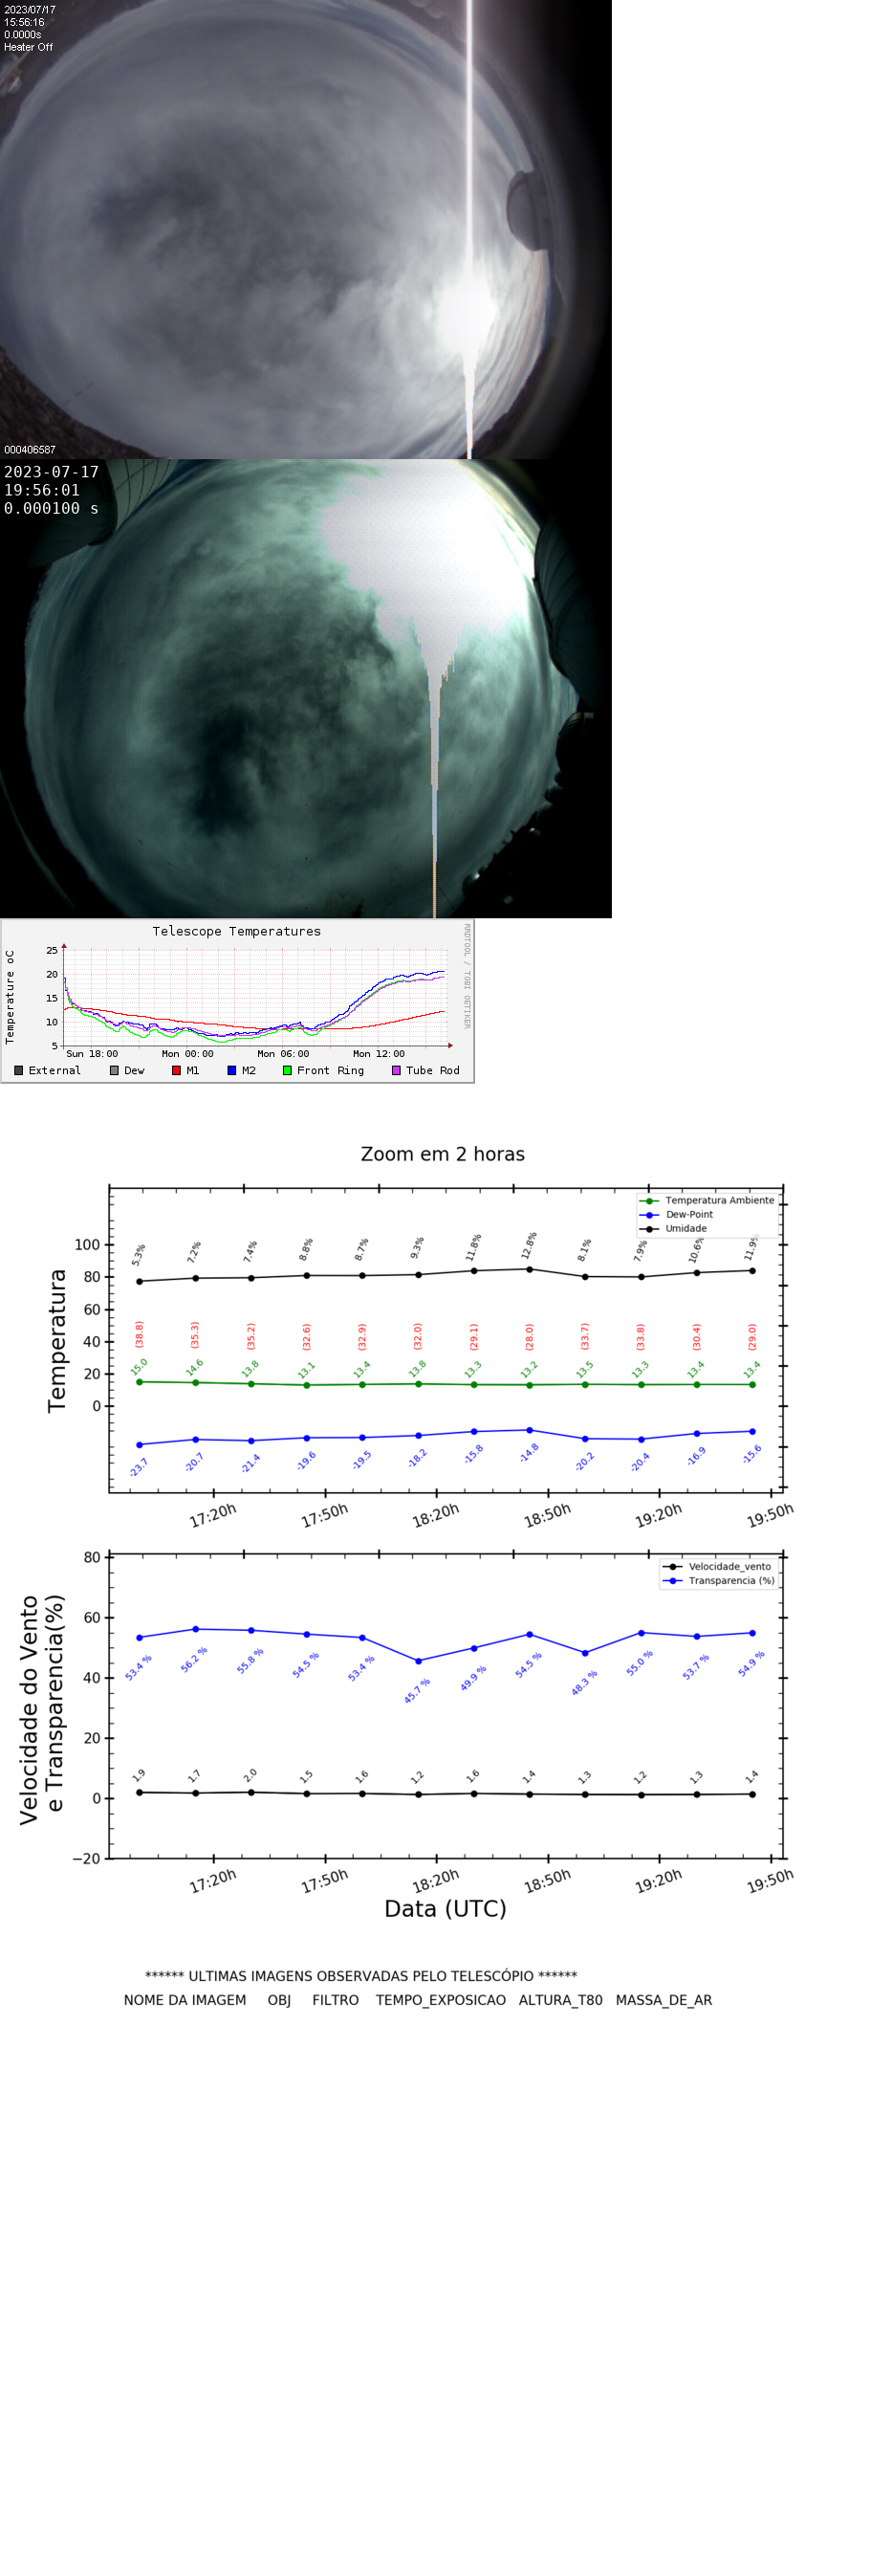 2023/07/17
15:56:16
0.0000s
Heater Off
000406587
2023-07-17
19:56:01
0.000100 s
Telescope Temperatures
RRDTOOL / TOBI OETIKER
Temperature oC
25
20
15
10
5
Sun 18:00 Mon 00:00 Mon 06:00 Mon 12:00
External Dew M1 M2 Front Ring Tube Rod
Zoom em 2 horas
Temperatura Ambiente
Dew-Point
Umidade
Temperatura
100
80
60
40
20
0
5.3% 7.2% 7.4% 8.8% 8.7% 9.3% 11.8% 12.8% 8.1% 7.9% 10.6% 11.9%
(38.8) (35.3) (35.2) (32.6) (32.9) (32.0) (29.1) (28.0) (33.7) (33.8) (30.4) (29.0)
15.0 14.6 13.8 13.1 13.4 13.8 13.3 13.2 13.5 13.3 13.4 13.4
-23.7 -20.7 -21.4 -19.6 -19.5 -18.2 -15.8 -14.8 -20.2 -20.4 -16.9 -15.6
17:20h 17:50h 18:20h 18:50h 19:20h 19:50h
Velocidade_vento
Transparencia (%)
Velocidade do Vento
e Transparencia(%)
80
60
40
20
0
−20
53.4 % 56.2 % 55.8 % 54.5 % 53.4 % 45.7 % 49.9 % 54.5 % 48.3 % 55.0 % 53.7 % 54.9 %
1.9 1.7 2.0 1.5 1.6 1.2 1.6 1.4 1.3 1.2 1.3 1.4
17:20h 17:50h 18:20h 18:50h 19:20h 19:50h
Data (UTC)
****** ULTIMAS IMAGENS OBSERVADAS PELO TELESCÓPIO ******
NOME DA IMAGEM OBJ FILTRO TEMPO_EXPOSICAO ALTURA_T80 MASSA_DE_AR